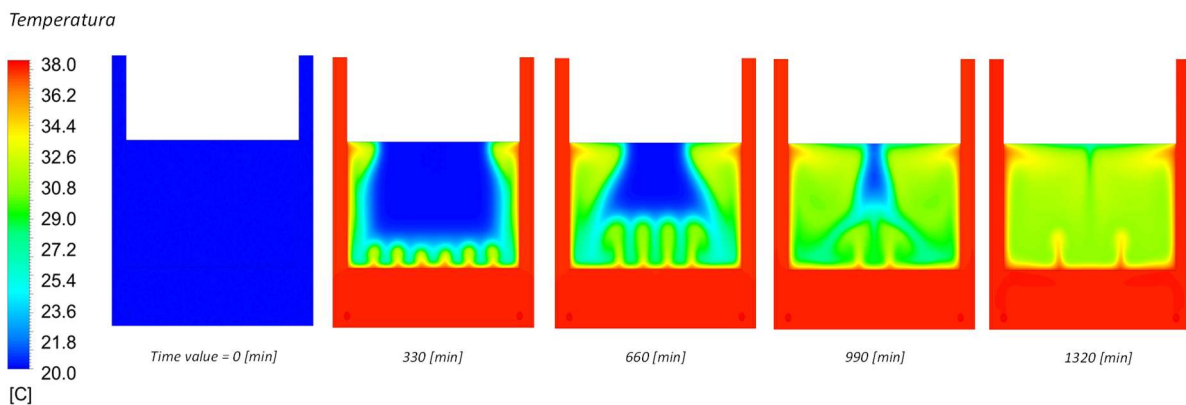 Temperatura
38.0
36.2
34.4
32.6
30.8
29.0
27.2
25.4
23.6
21.8
20.0
[C]
Time value = 0 [min]
330 [min]
660 [min]
990 [min]
1320 [min]